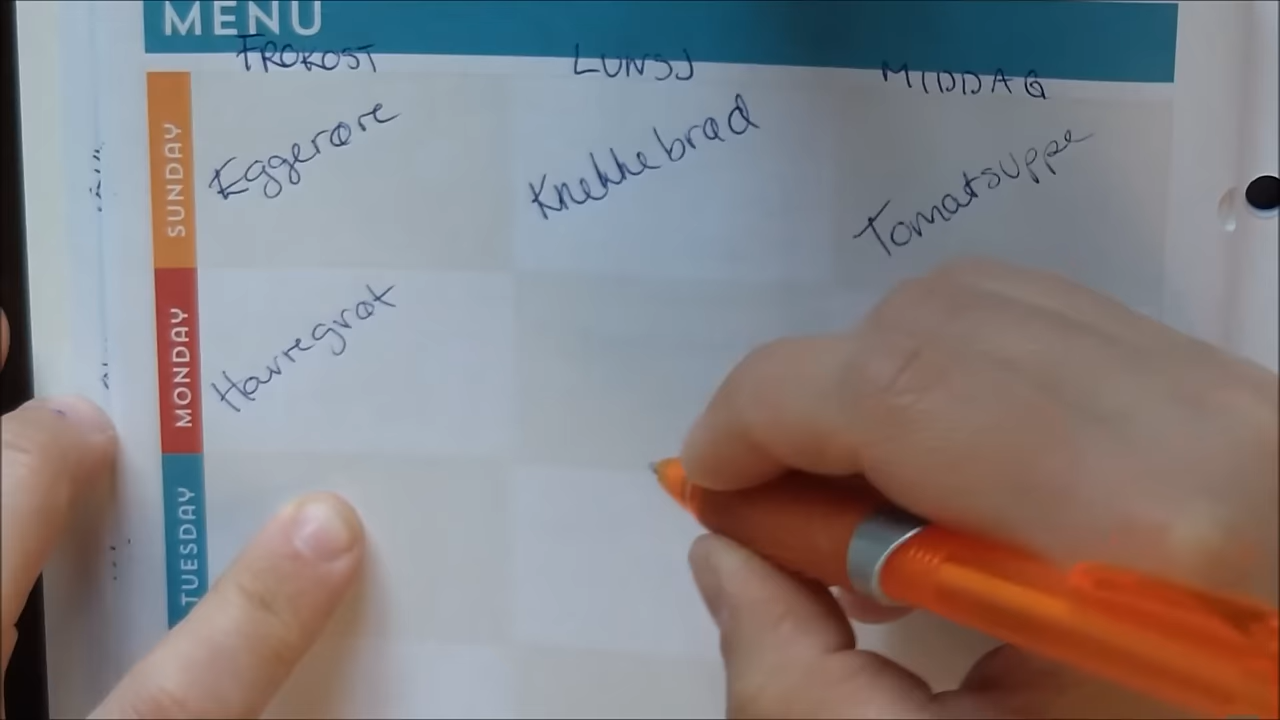 MENU
FROKOST LUNSJ MIDDAG
SUNDAY Eggerøre Knekkebrød Tomatsuppe
MONDAY Havregrøt
TUESDAY